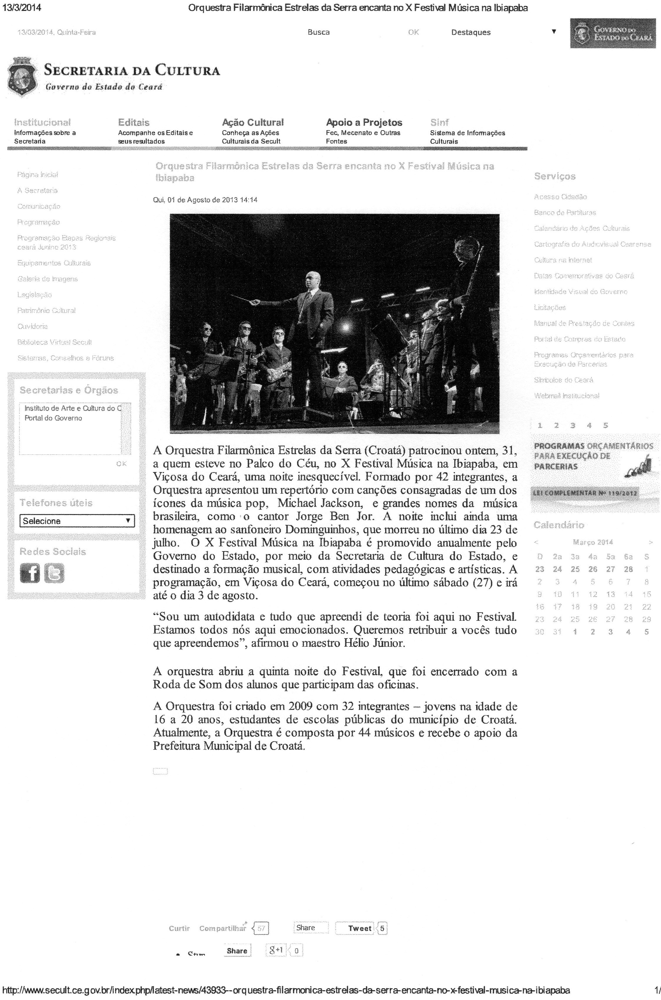 13/3/2014
Orquestra Filarmônica Estrelas da Serra encanta no X Festival Música na Ibiapaba
13/03/2014, Quinta-Feira
Busca
OK
Destaques
▼
GOVERNO DO
ESTADO DO CEARÁ
SECRETARIA DA CULTURA
Governo do Estado do Ceará
Institucional
Informações sobre a
Secretaria
Editais
Acompanhe os Editais e
seus resultados
Ação Cultural
Conheça as Ações
Culturais da Secult
Apoio a Projetos
Fec, Mecenato e Outras
Fontes
Sinf
Sistema de Informações
Culturais
Página Inicial
A Secretaria
Comunicação
Programação
Programação Etapas Regionais
ceará Junino 2013
Equipamentos Culturais
Galeria de Imagens
Legislação
Patrimônio Cultural
Ouvidoria
Biblioteca Virtual Secult
Sistemas, Conselhos e Fóruns
Secretarias e Órgãos
Instituto de Arte e Cultura do C
Portal do Governo
OK
Telefones úteis
Selecione ▼
Redes Sociais
Orquestra Filarmônica Estrelas da Serra encanta no X Festival Música na
Ibiapaba
Qui, 01 de Agosto de 2013 14:14
A Orquestra Filarmônica Estrelas da Serra (Croatá) patrocinou ontem, 31,
a quem esteve no Palco do Céu, no X Festival Música na Ibiapaba, em
Viçosa do Ceará, uma noite inesquecível. Formado por 42 integrantes, a
Orquestra apresentou um repertório com canções consagradas de um dos
ícones da música pop, Michael Jackson, e grandes nomes da música
brasileira, como o cantor Jorge Ben Jor. A noite inclui ainda uma
homenagem ao sanfoneiro Dominguinhos, que morreu no último dia 23 de
julho. O X Festival Música na Ibiapaba é promovido anualmente pelo
Governo do Estado, por meio da Secretaria de Cultura do Estado, e
destinado a formação musical, com atividades pedagógicas e artísticas. A
programação, em Viçosa do Ceará, começou no último sábado (27) e irá
até o dia 3 de agosto.
“Sou um autodidata e tudo que apreendi de teoria foi aqui no Festival.
Estamos todos nós aqui emocionados. Queremos retribuir a vocês tudo
que apreendemos”, afirmou o maestro Hélio Júnior.
A orquestra abriu a quinta noite do Festival, que foi encerrado com a
Roda de Som dos alunos que participam das oficinas.
A Orquestra foi criado em 2009 com 32 integrantes – jovens na idade de
16 a 20 anos, estudantes de escolas públicas do município de Croatá.
Atualmente, a Orquestra é composta por 44 músicos e recebe o apoio da
Prefeitura Municipal de Croatá.
Serviços
Acesso Cidadão
Banco de Partituras
Calendário de Ações Culturais
Cartografia do Audiovisual Cearense
Cultura na Internet
Datas Comemorativas do Ceará
Identidade Visual do Governo
Licitações
Manual de Prestação de Contas
Portal de Compras do Estado
Programas Orçamentários para
Execução de Parcerias
Símbolos do Ceará
Webmail Institucional
1 2 3 4 5
PROGRAMAS ORÇAMENTÁRIOS
PARA EXECUÇÃO DE
PARCERIAS
LEI COMPLEMENTAR Nº 119/2012
Calendário
< Março 2014 >
D 2a 3a 4a 5a 6a S
23 24 25 26 27 28 1
2 3 4 5 6 7 8
9 10 11 12 13 14 15
16 17 18 19 20 21 22
23 24 25 26 27 28 29
30 31 1 2 3 4 5
Curtir Compartilhar 57 Share Tweet 5
Share g+1 0
http://www.secult.ce.gov.br/index.php/latest-news/43933--orquestra-filarmonica-estrelas-da-serra-encanta-no-x-festival-musica-na-ibiapaba
1/